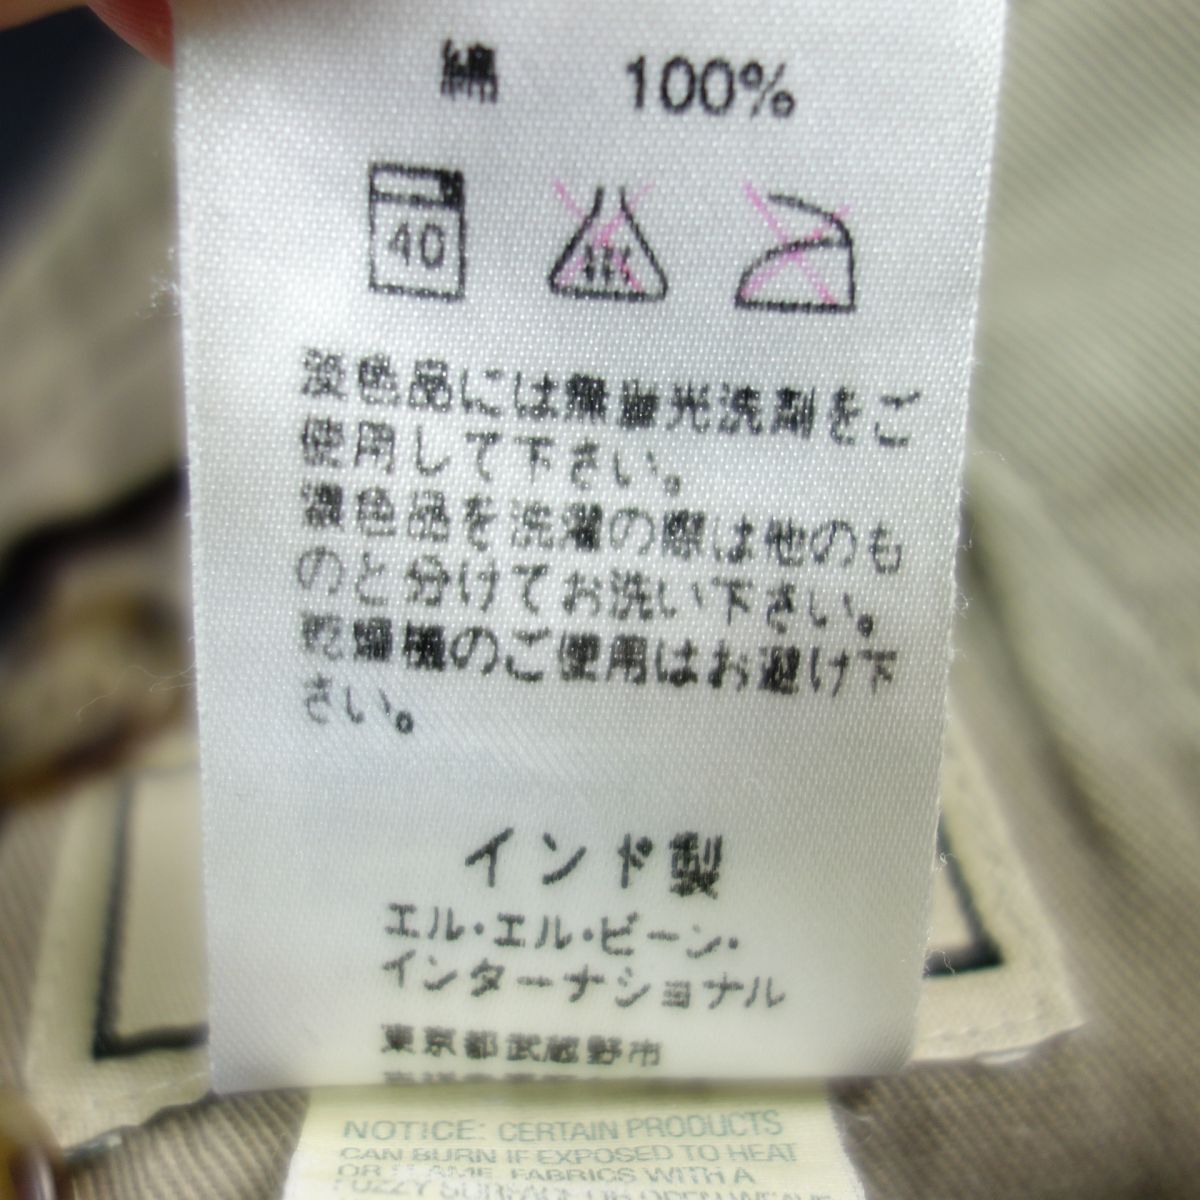 綿 100%
40
淡色品には無蛍光洗剤をご
使用して下さい。
濃色品を洗濯の際は他のも
のと分けてお洗い下さい。
乾燥機のご使用はお避け下
さい。
インド製
エル・エル・ビーン・
インターナショナル
東京都武蔵野市
NOTICE: CERTAIN PRODUCTS
CAN BURN IF EXPOSED TO HEAT
OR FLAME. FABRICS WITH A
FUZZY SURFACE OR OPEN WEAVE